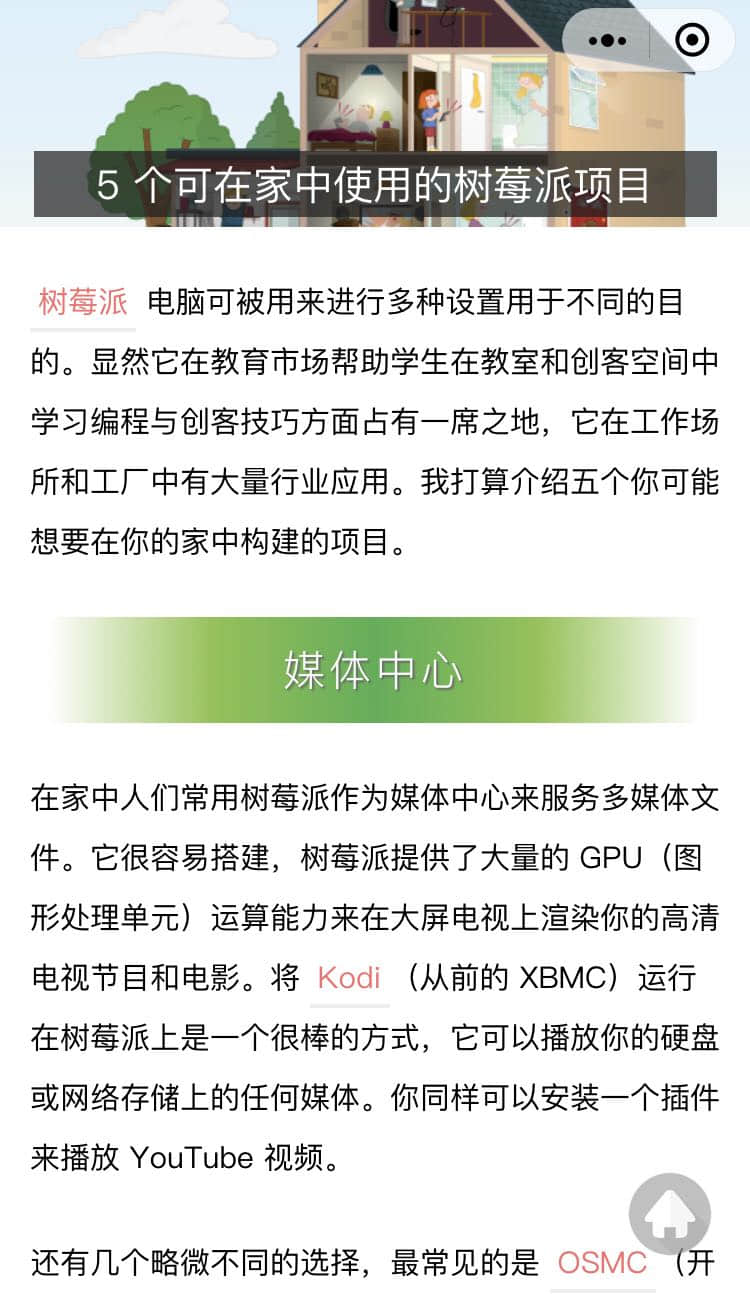 5 个可在家中使用的树莓派项目
树莓派 电脑可被用来进行多种设置用于不同的目
的。显然它在教育市场帮助学生在教室和创客空间中
学习编程与创客技巧方面占有一席之地，它在工作场
所和工厂中有大量行业应用。我打算介绍五个你可能
想要在你的家中构建的项目。
媒体中心
在家中人们常用树莓派作为媒体中心来服务多媒体文
件。它很容易搭建，树莓派提供了大量的 GPU（图
形处理单元）运算能力来在大屏电视上渲染你的高清
电视节目和电影。将 Kodi （从前的 XBMC）运行
在树莓派上是一个很棒的方式，它可以播放你的硬盘
或网络存储上的任何媒体。你同样可以安装一个插件
来播放 YouTube 视频。
还有几个略微不同的选择，最常见的是 OSMC （开